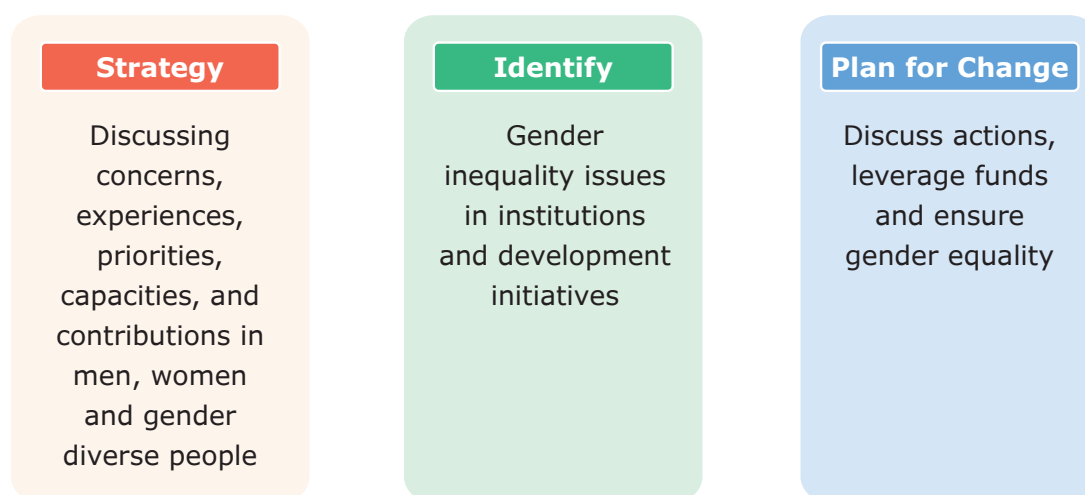 Strategy
Discussing
concerns,
experiences,
priorities,
capacities, and
contributions in
men, women
and gender
diverse people
Identify
Gender
inequality issues
in institutions
and development
initiatives
Plan for Change
Discuss actions,
leverage funds
and ensure
gender equality